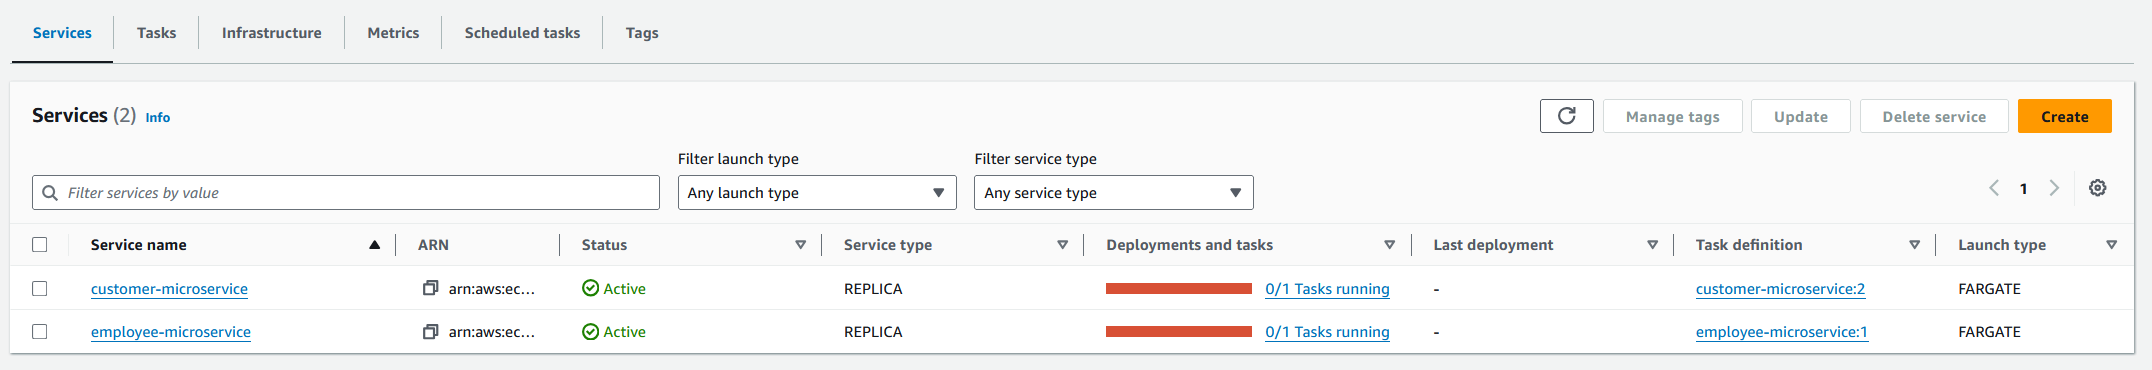 Services Tasks Infrastructure Metrics Scheduled tasks Tags
Services (2) Info Manage tags Update Delete service Create
Filter launch type Filter service type
Filter services by value Any launch type Any service type 1
Service name ARN Status Service type Deployments and tasks Last deployment Task definition Launch type
customer-microservice arn:aws:ec... Active REPLICA 0/1 Tasks running - customer-microservice:2 FARGATE
employee-microservice arn:aws:ec... Active REPLICA 0/1 Tasks running - employee-microservice:1 FARGATE